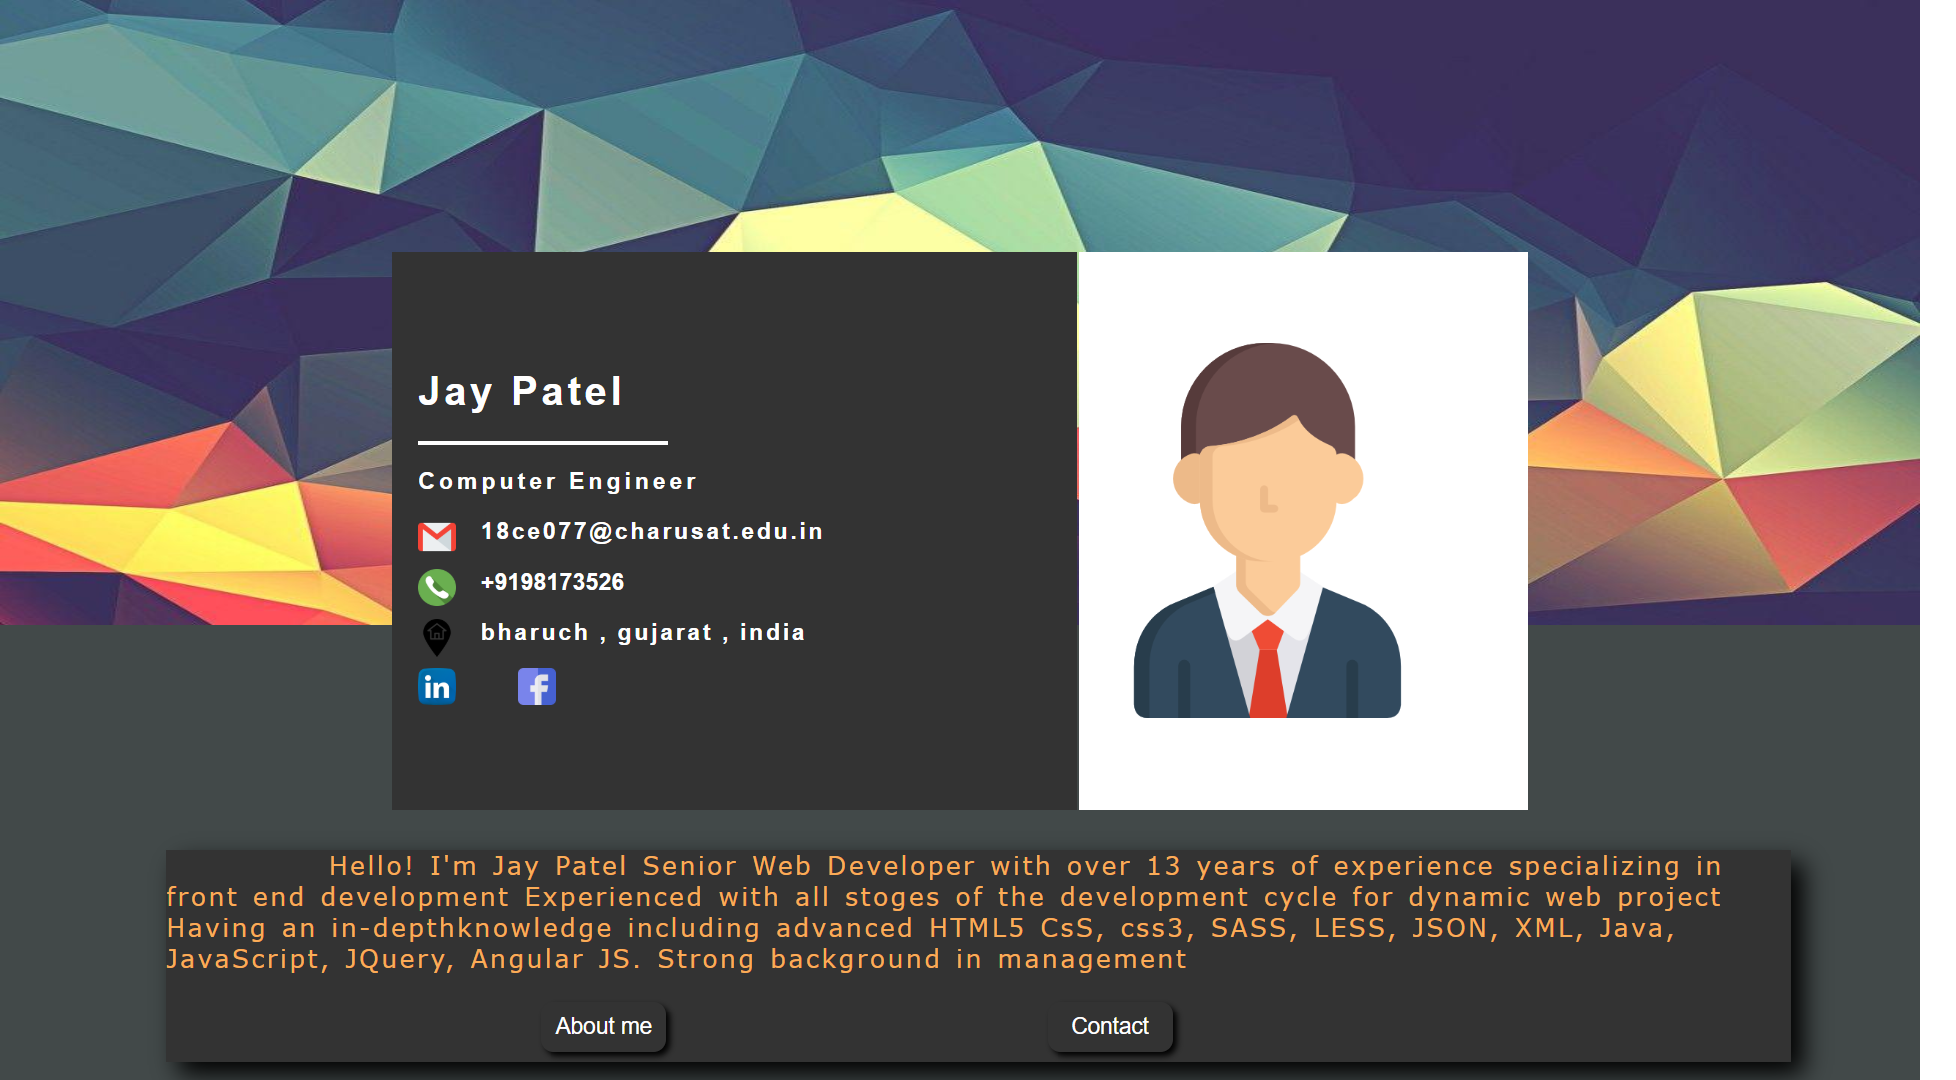 Jay Patel
Computer Engineer
18ce077@charusat.edu.in
+9198173526
bharuch , gujarat , india
in
f
Hello! I'm Jay Patel Senior Web Developer with over 13 years of experience specializing in
front end development Experienced with all stoges of the development cycle for dynamic web project
Having an in-depthknowledge including advanced HTML5 CsS, css3, SASS, LESS, JSON, XML, Java,
JavaScript, JQuery, Angular JS. Strong background in management
About me
Contact